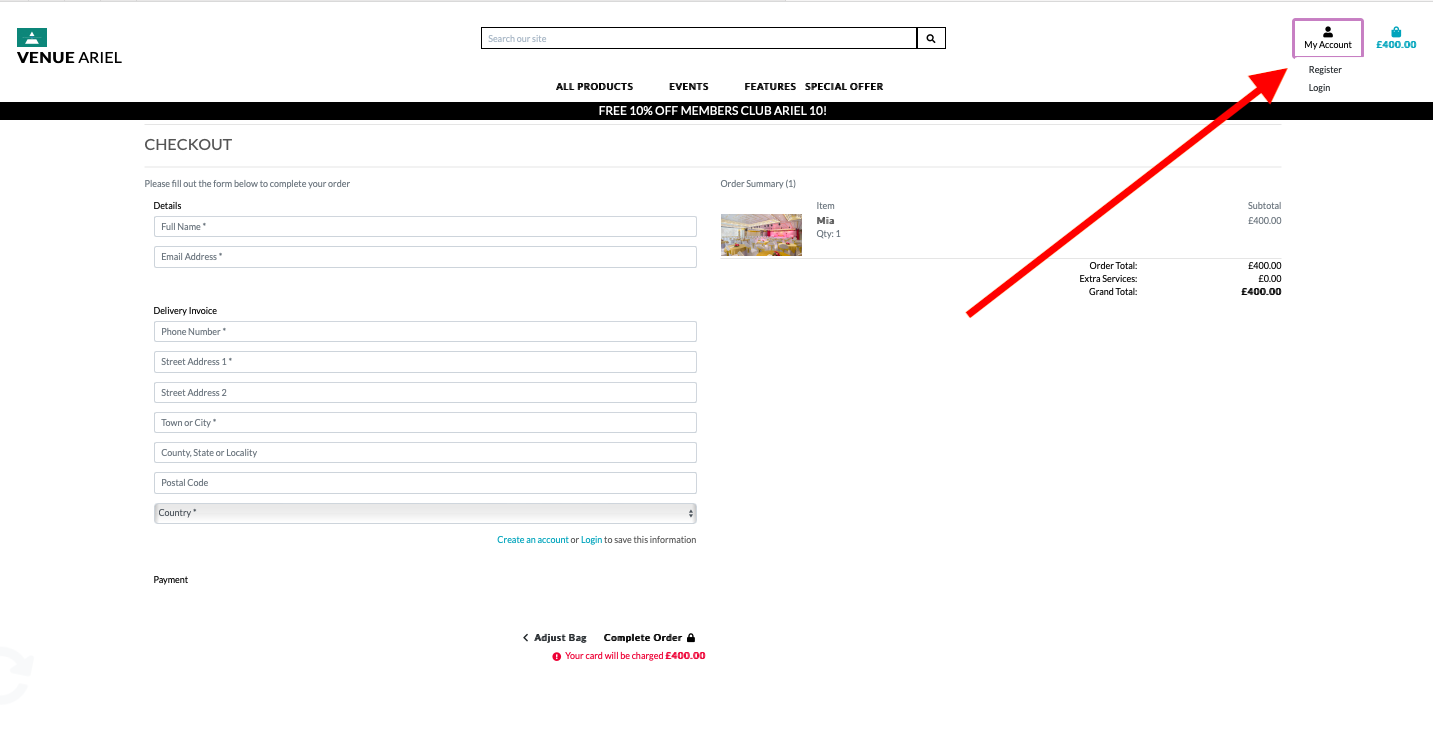 VENUE ARIEL
Search our site
My Account
£400.00
Register
Login
ALL PRODUCTS EVENTS FEATURES SPECIAL OFFER
FREE 10% OFF MEMBERS CLUB ARIEL 10!
CHECKOUT
Please fill out the form below to complete your order
Details
Full Name *
Email Address *
Delivery Invoice
Phone Number *
Street Address 1 *
Street Address 2
Town or City *
County, State or Locality
Postal Code
Country *
Create an account or Login to save this information
Payment
Adjust Bag Complete Order
Your card will be charged £400.00
Order Summary (1)
Item Subtotal
Mia £400.00
Qty: 1
Order Total: £400.00
Extra Services: £0.00
Grand Total: £400.00